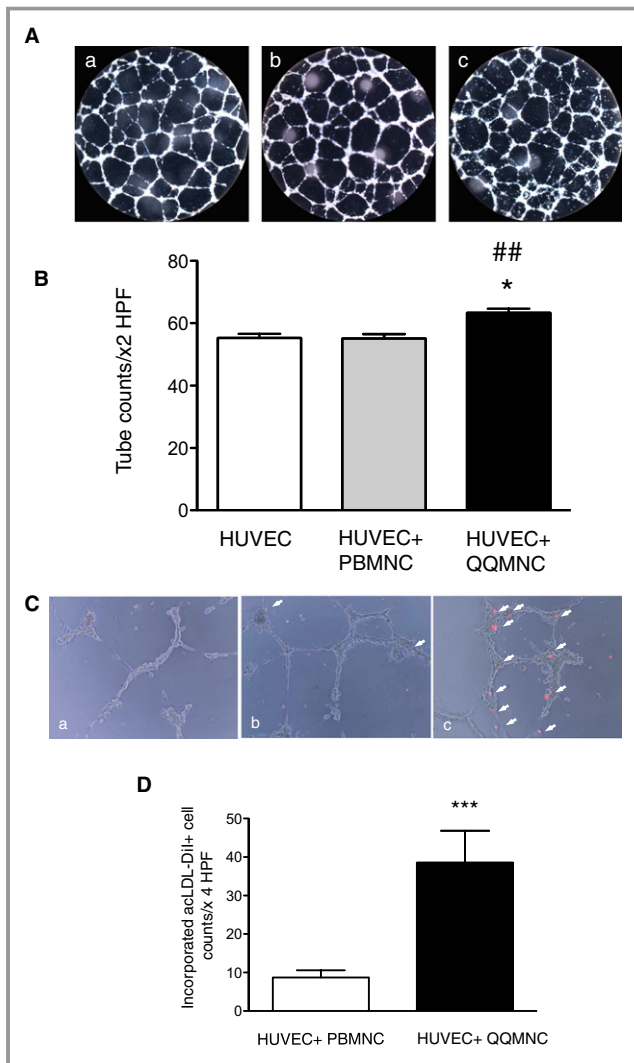 A
a
b
c
B
##
*
80
60
40
20
0
Tube counts/x2 HPF
HUVEC
HUVEC+
PBMNC
HUVEC+
QQMNC
C
a
b
c
D
***
50
40
30
20
10
0
Incorporated acLDL-DiI+ cell
counts/x 4 HPF
HUVEC+ PBMNC
HUVEC+ QQMNC